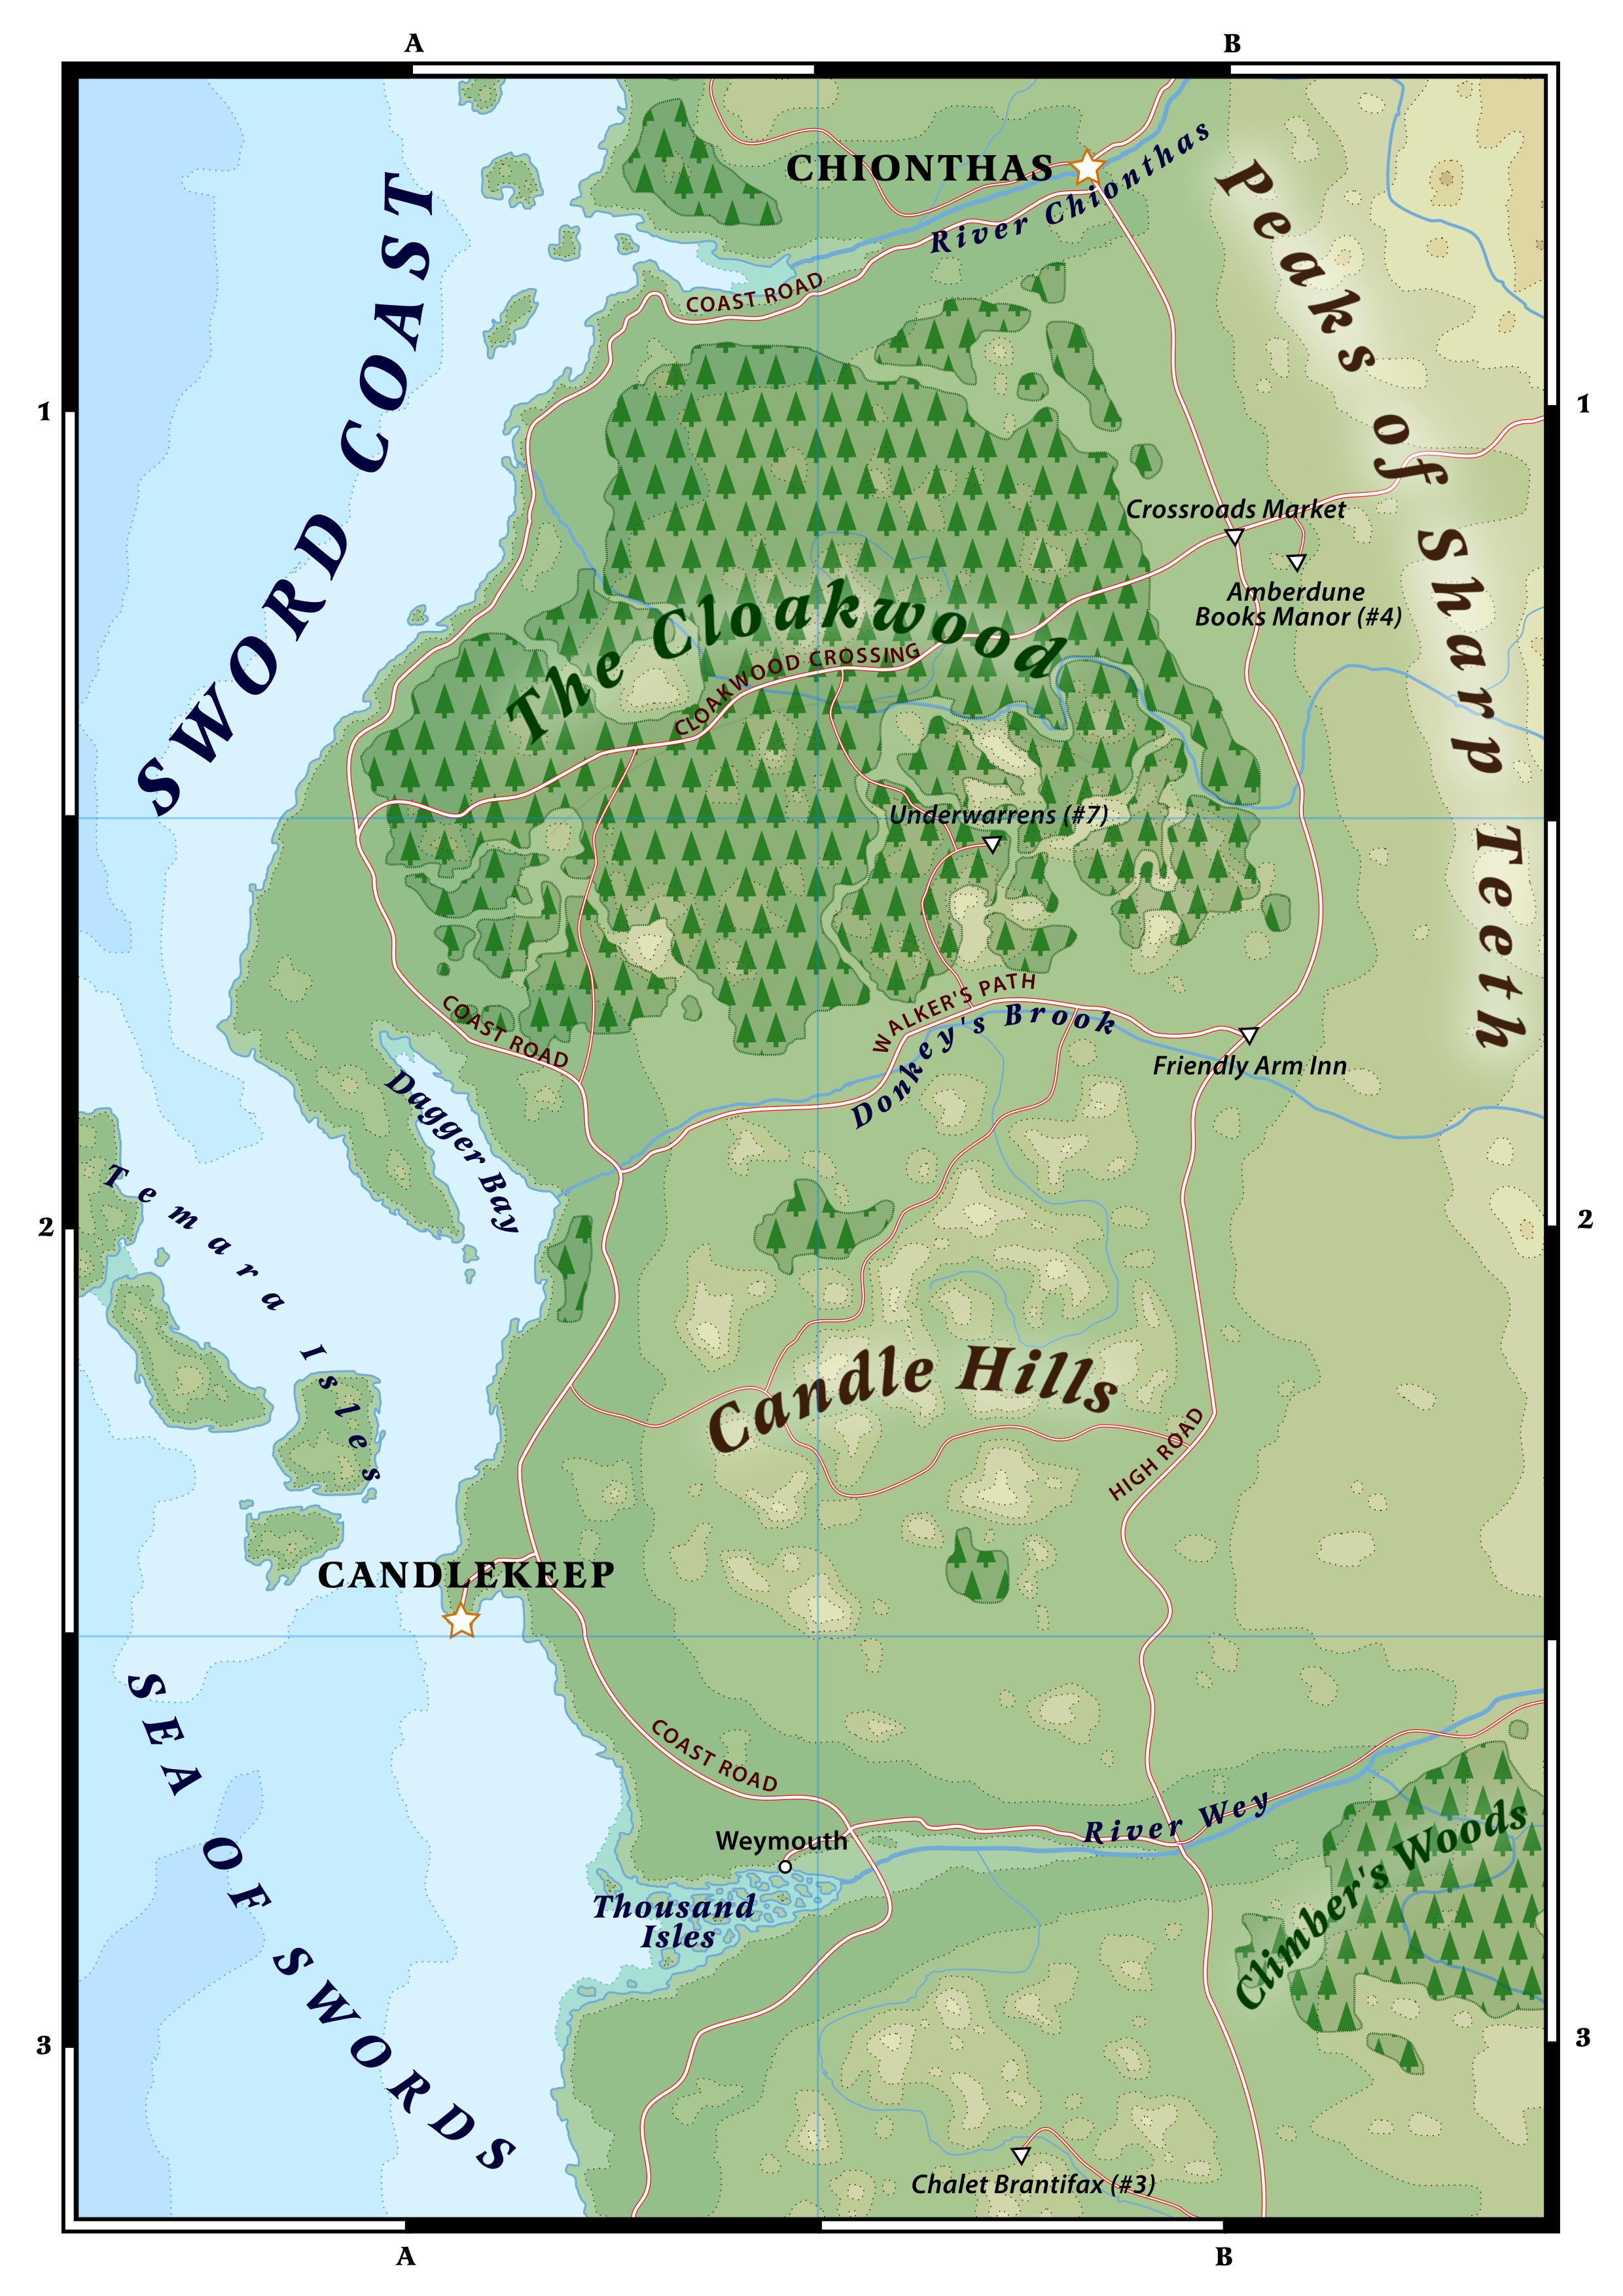 A
B
CHIONTHAS
River Chionthas
SWORD COAST
Peaks of Sharp Teeth
COAST ROAD
1
1
Crossroads Market
Amberdune
Books Manor (#4)
The Cloakwood
CLOAKWOOD CROSSING
Underwarrens (#7)
COAST ROAD
WALKER'S PATH
Donkey's Brook
Friendly Arm Inn
Dagger Bay
Temara Isles
2
2
Candle Hills
HIGH ROAD
CANDLEKEEP
SEA OF SWORDS
COAST ROAD
River Wey
Weymouth
Climber's Woods
Thousand
Isles
3
3
Chalet Brantifax (#3)
A
B